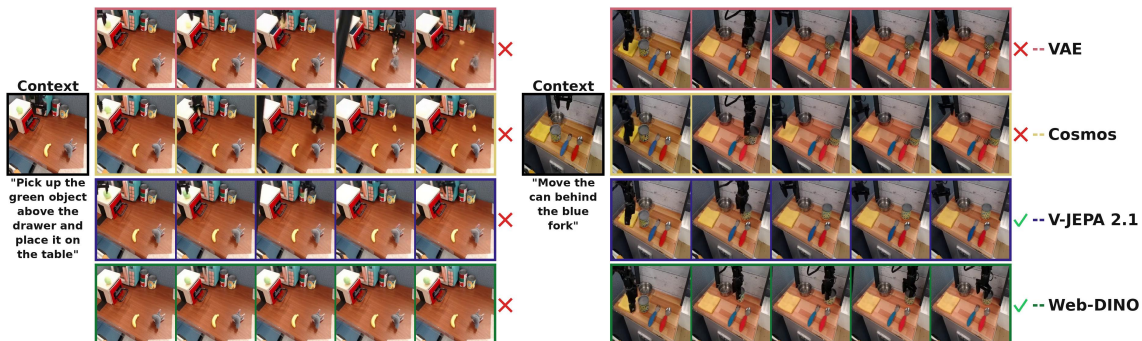 Context
"Pick up the
green object
above the
drawer and
place it on
the table"
Context
"Move the
can behind
the blue
fork"
VAE
Cosmos
V-JEPA 2.1
Web-DINO